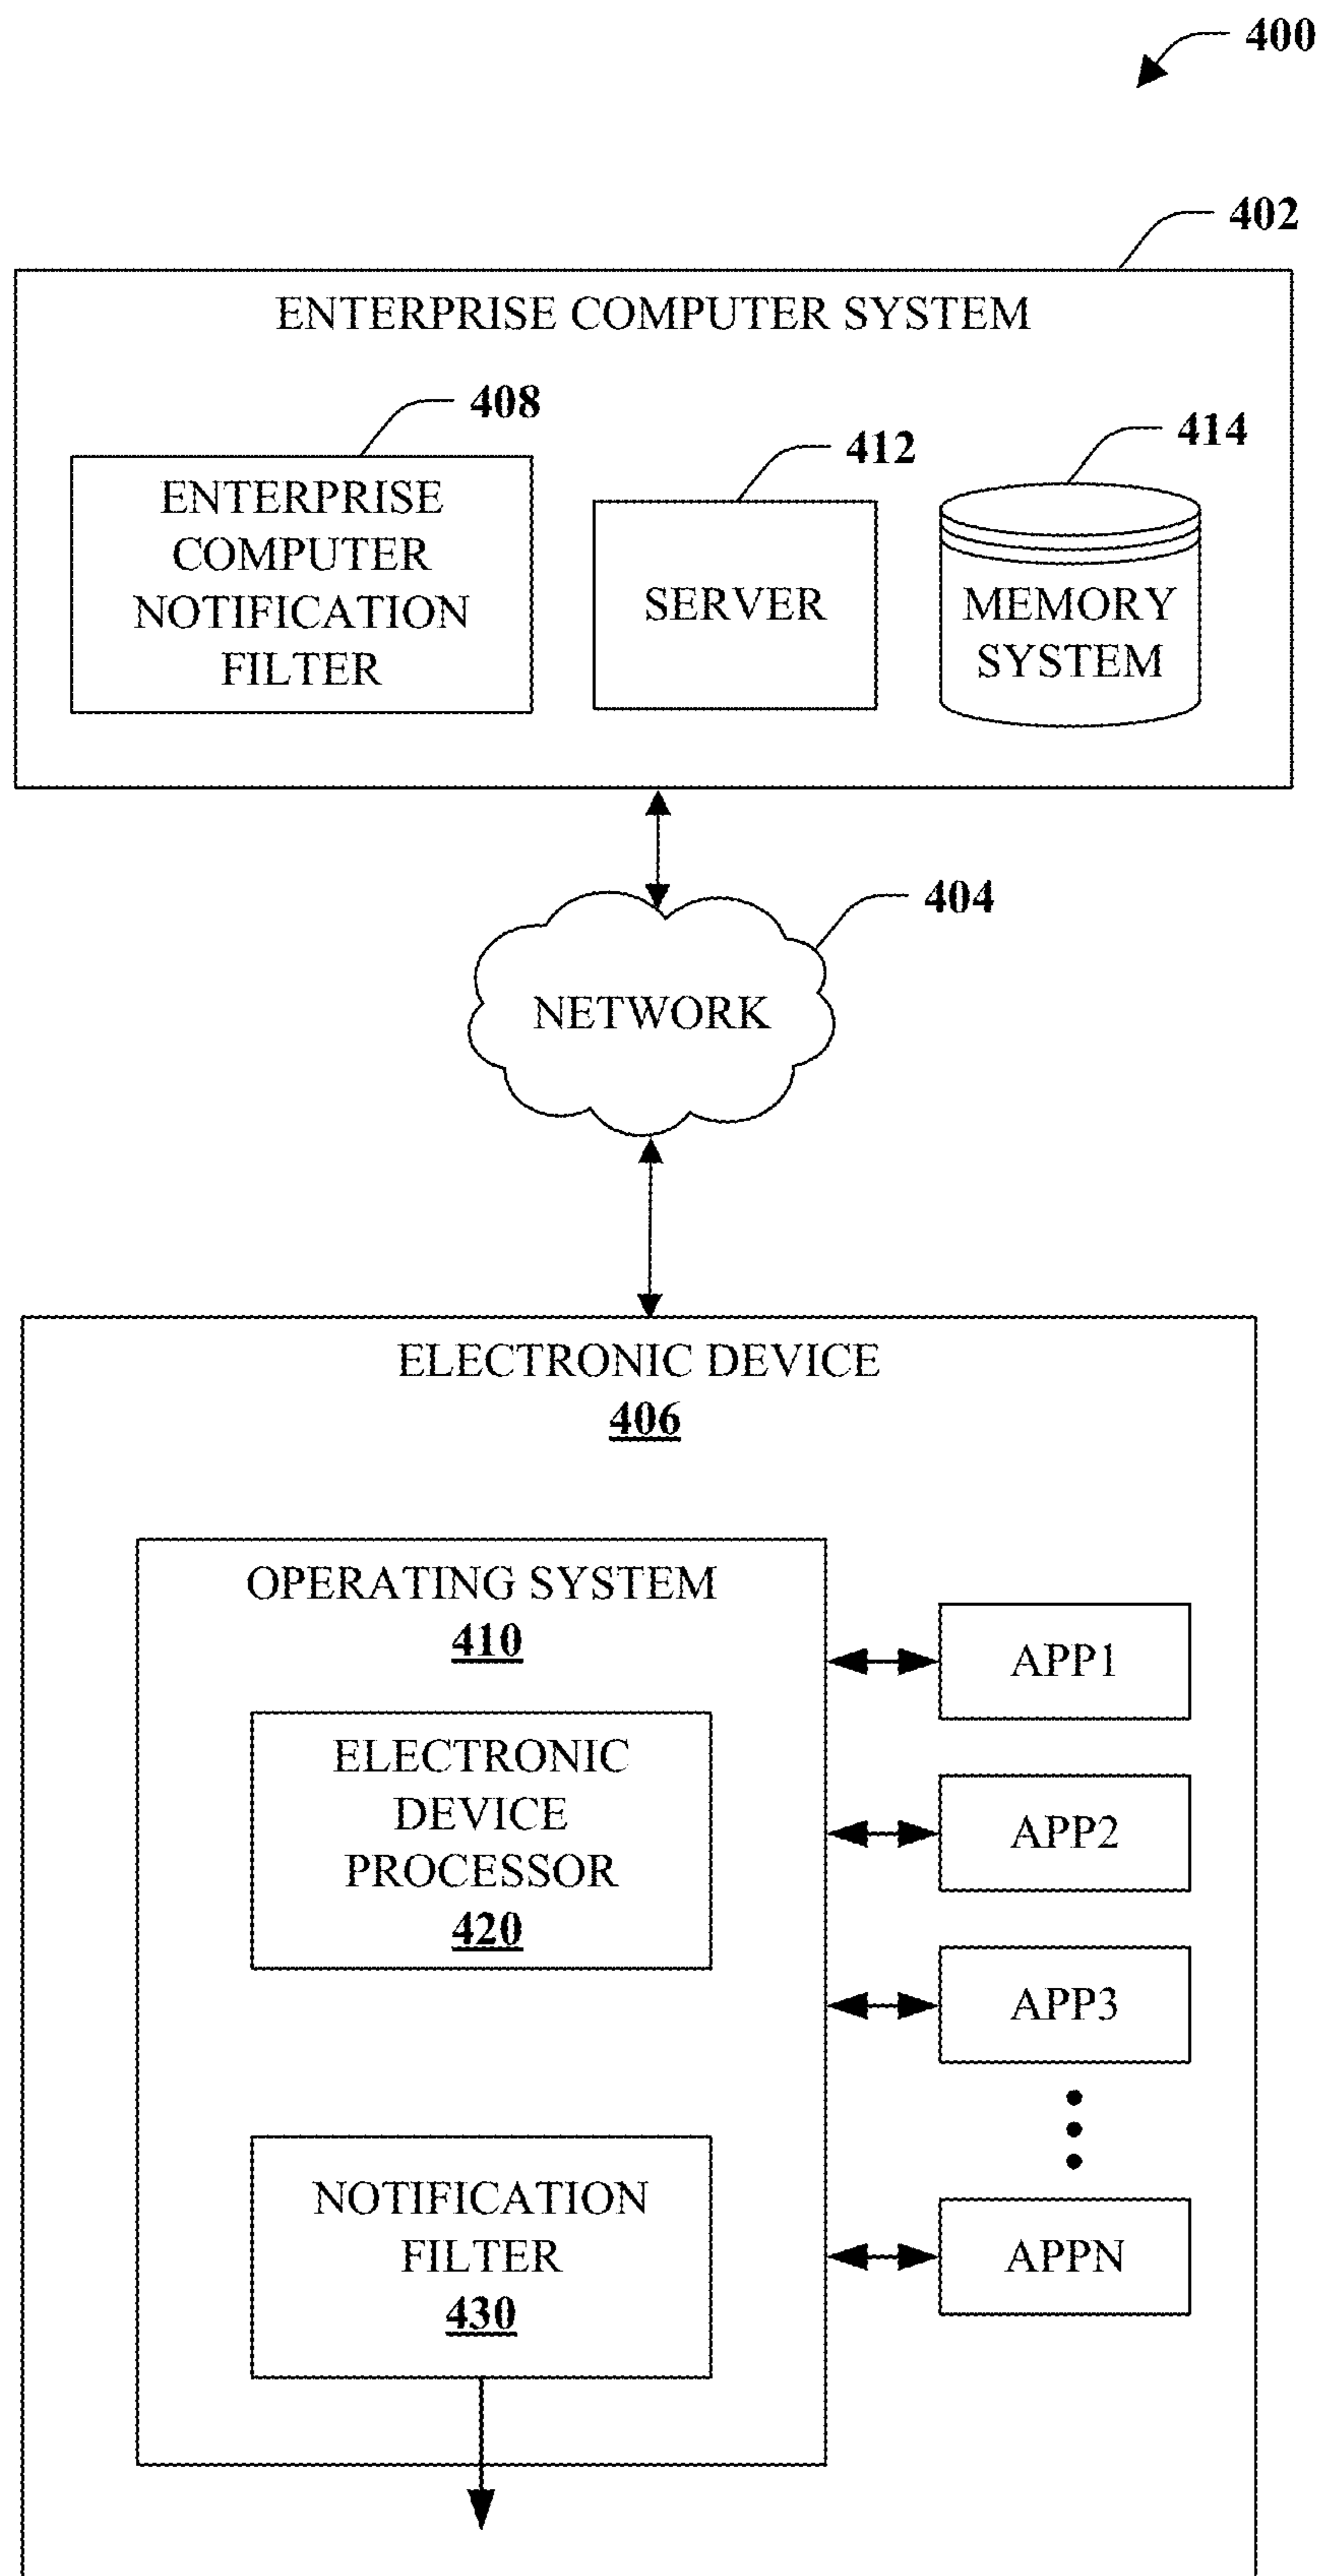 400
402
ENTERPRISE COMPUTER SYSTEM
408
412
414
ENTERPRISE
COMPUTER
NOTIFICATION
FILTER
SERVER
MEMORY
SYSTEM
404
NETWORK
ELECTRONIC DEVICE
406
OPERATING SYSTEM
410
ELECTRONIC
DEVICE
PROCESSOR
420
APP1
APP2
APP3
NOTIFICATION
FILTER
430
APPN